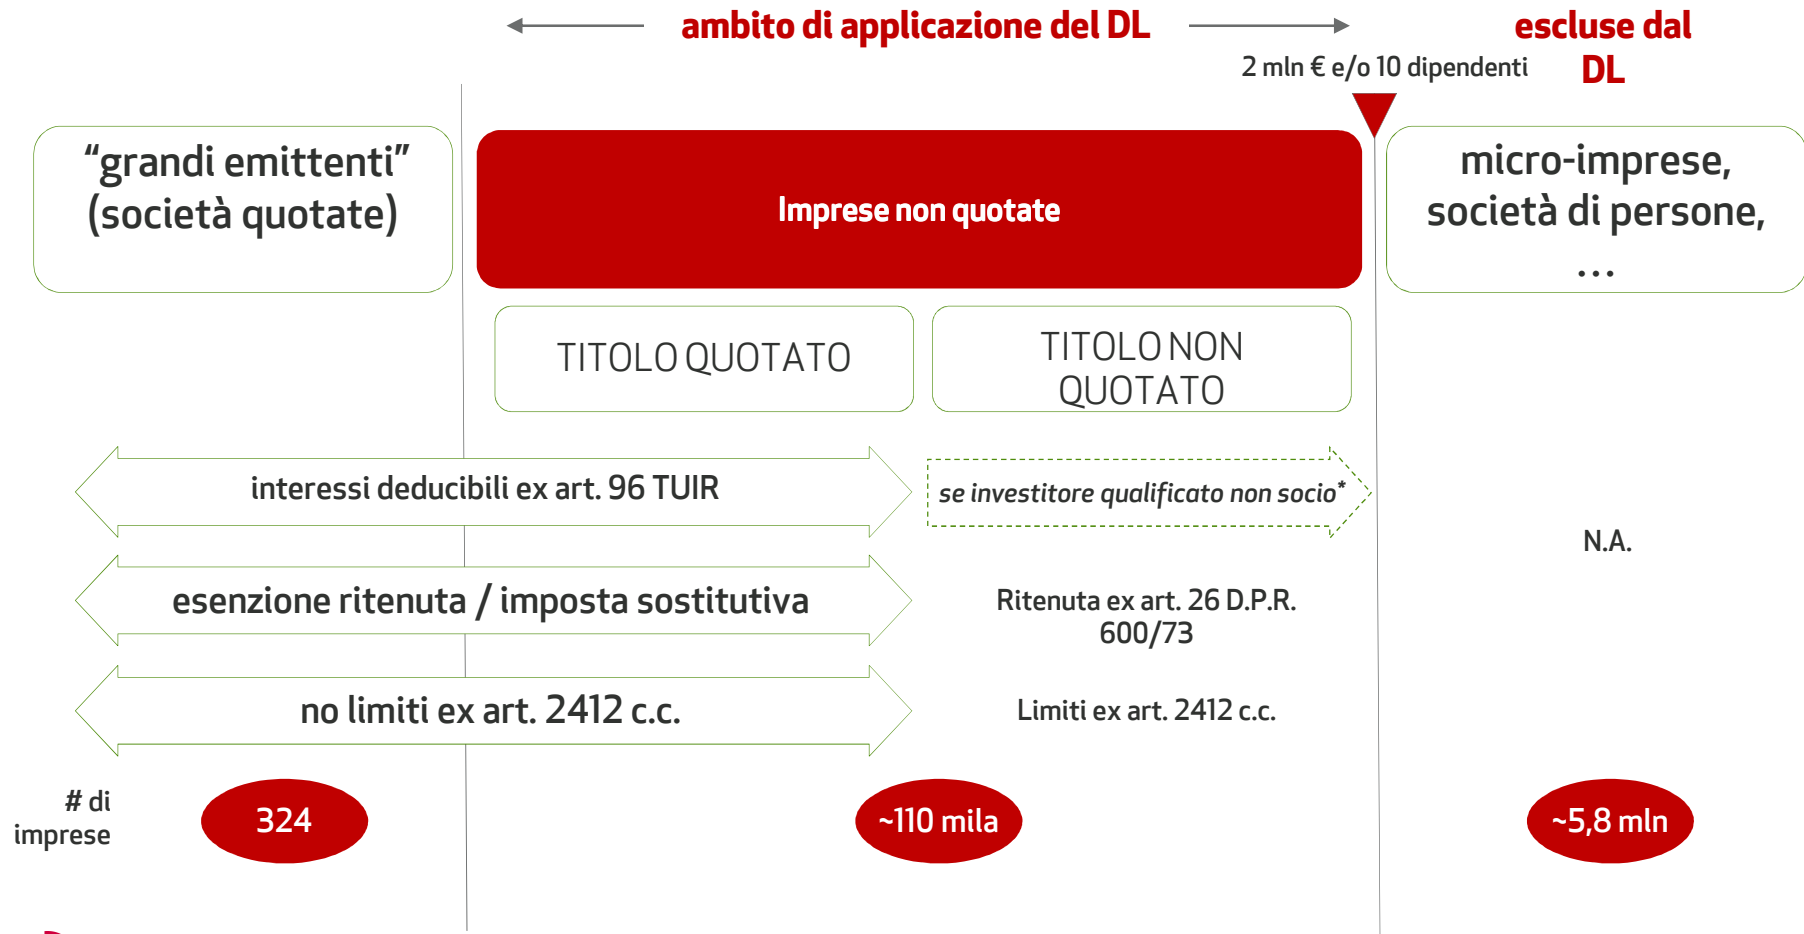 ambito di applicazione del DL
escluse dal
DL
2 mln € e/o 10 dipendenti
“grandi emittenti”
(società quotate)
Imprese non quotate
micro-imprese,
società di persone,
…
TITOLO QUOTATO
TITOLO NON
QUOTATO
interessi deducibili ex art. 96 TUIR
se investitore qualificato non socio*
N.A.
esenzione ritenuta / imposta sostitutiva
Ritenuta ex art. 26 D.P.R.
600/73
no limiti ex art. 2412 c.c.
Limiti ex art. 2412 c.c.
# di
imprese
324
~110 mila
~5,8 mln